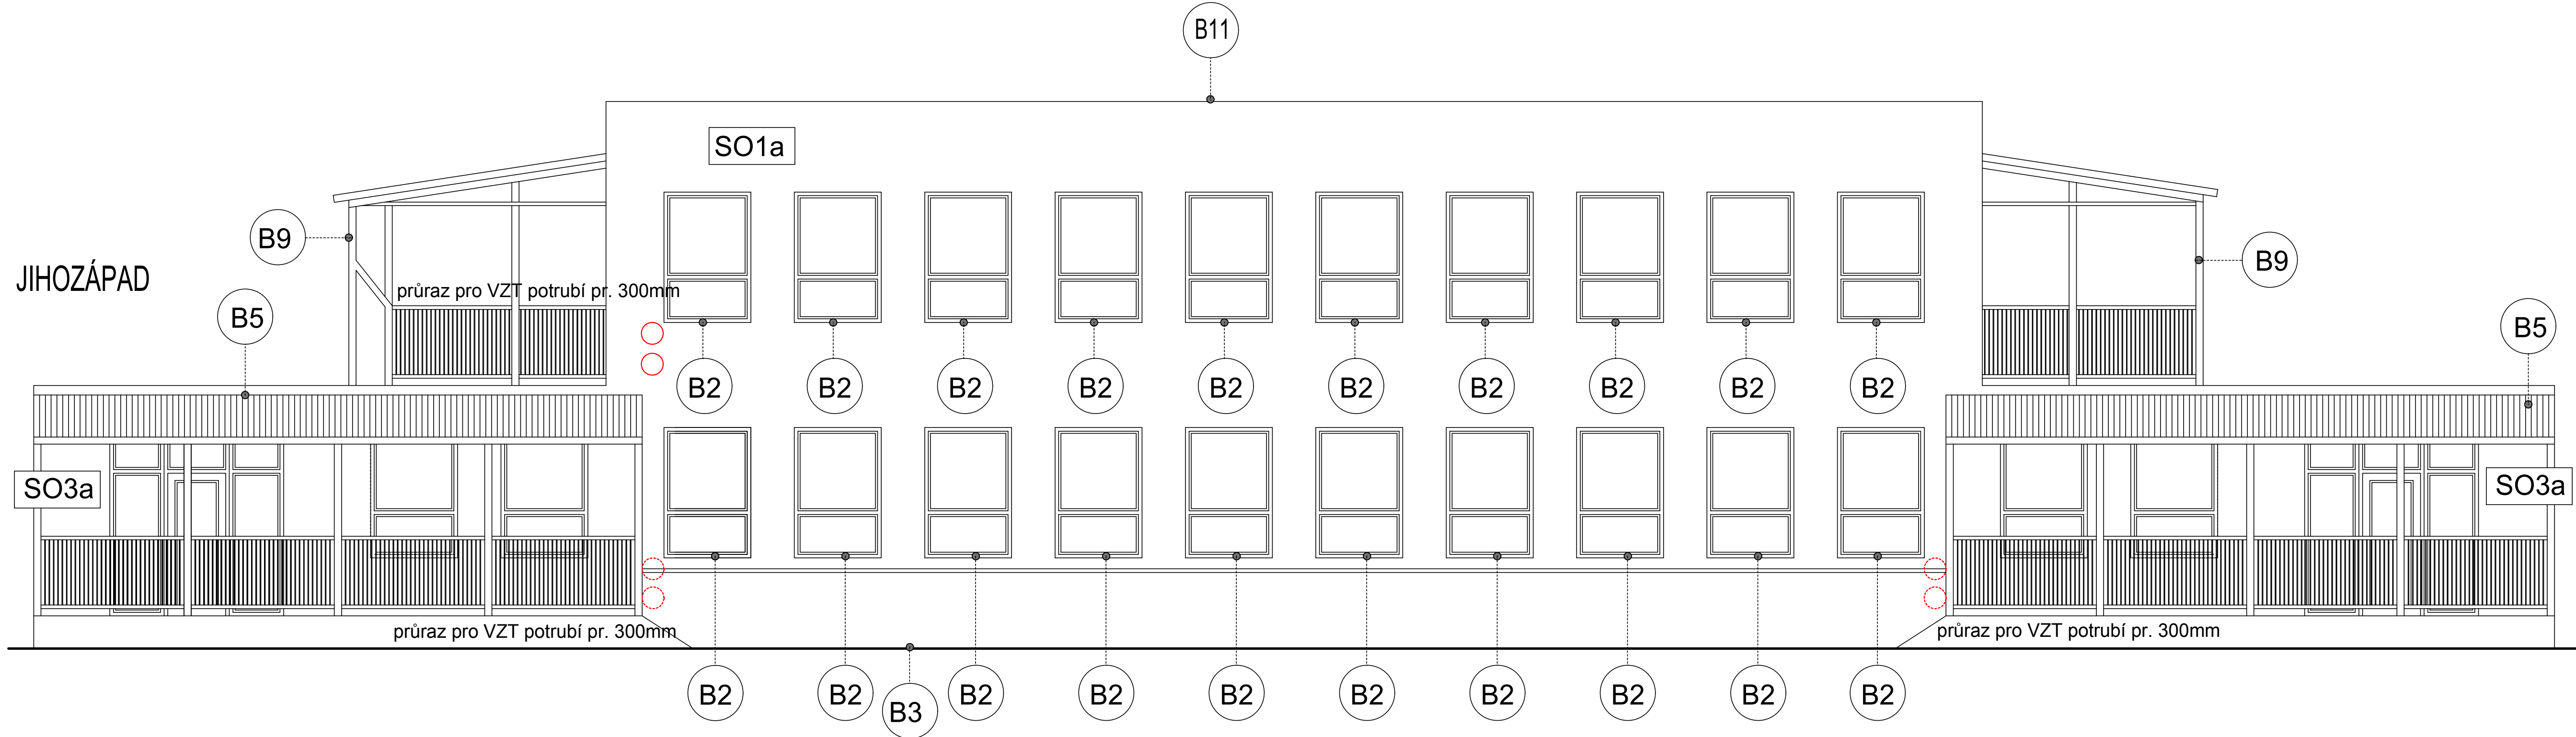 B11
SO1a
B9
B9
JIHOZÁPAD
průraz pro VZT potrubí pr. 300mm
B5
B5
B2 B2 B2 B2 B2 B2 B2 B2 B2 B2
SO3a
SO3a
průraz pro VZT potrubí pr. 300mm
průraz pro VZT potrubí pr. 300mm
B2 B2 B3 B2 B2 B2 B2 B2 B2 B2 B2